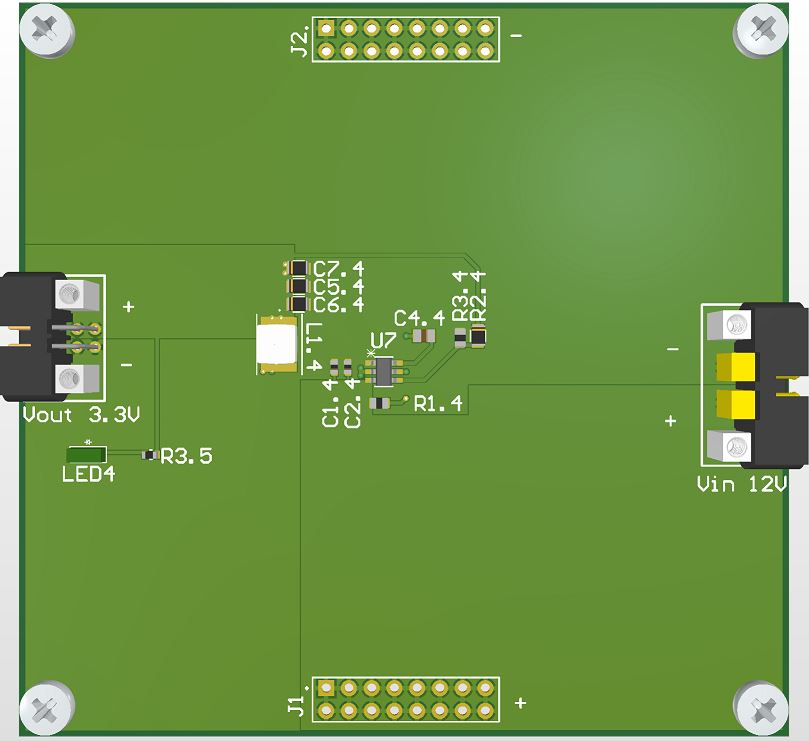 J2.
-
C7.4
C5.4
C6.4
R3.4
R2.4
+
-
L1.4
C4.4
U7
-
+
C1.4
C2.4
R1.4
Vout 3.3V
R3.5
LED4
Vin 12V
J1.
+